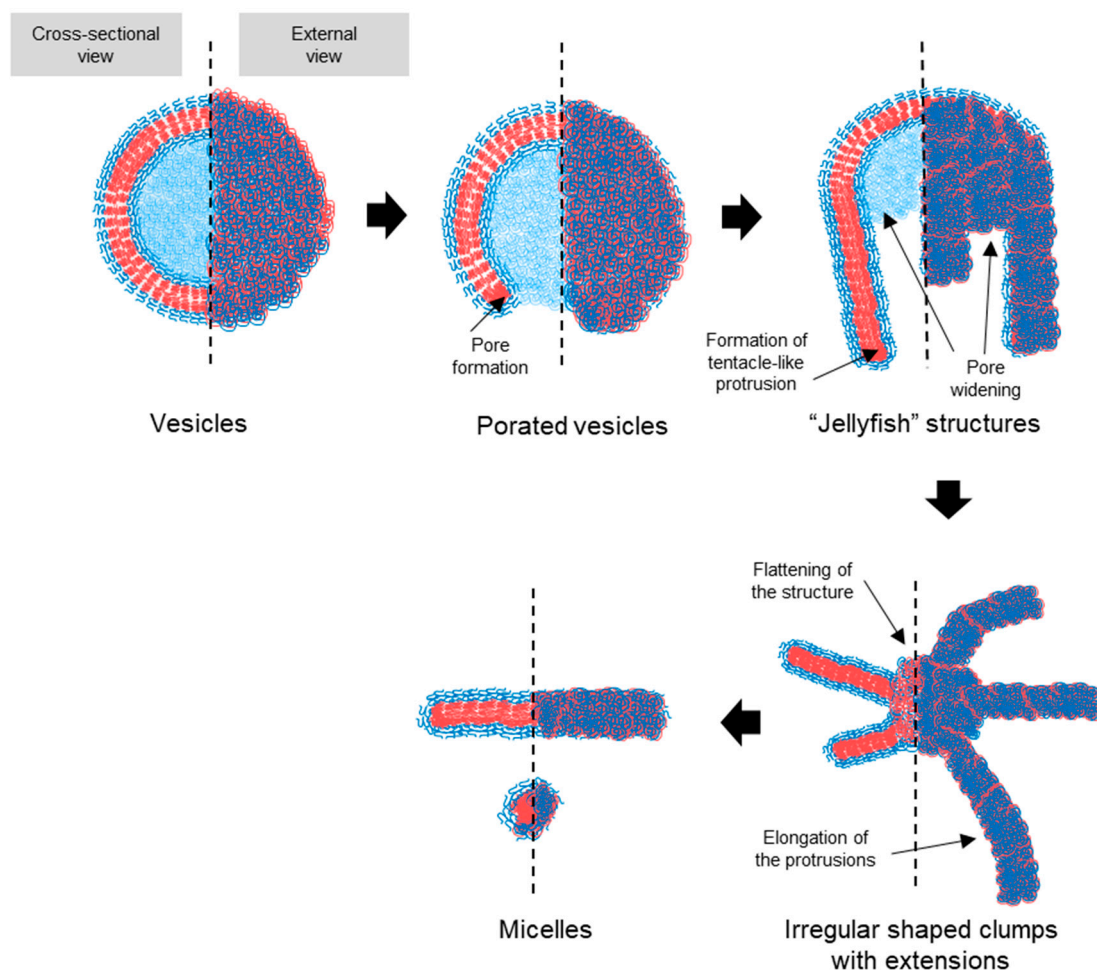 Cross-sectional
view
External
view
Pore
formation
Formation of
tentacle-like
protrusion
Pore
widening
Vesicles
Porated vesicles
“Jellyfish” structures
Flattening of
the structure
Elongation of
the protrusions
Micelles
Irregular shaped clumps
with extensions